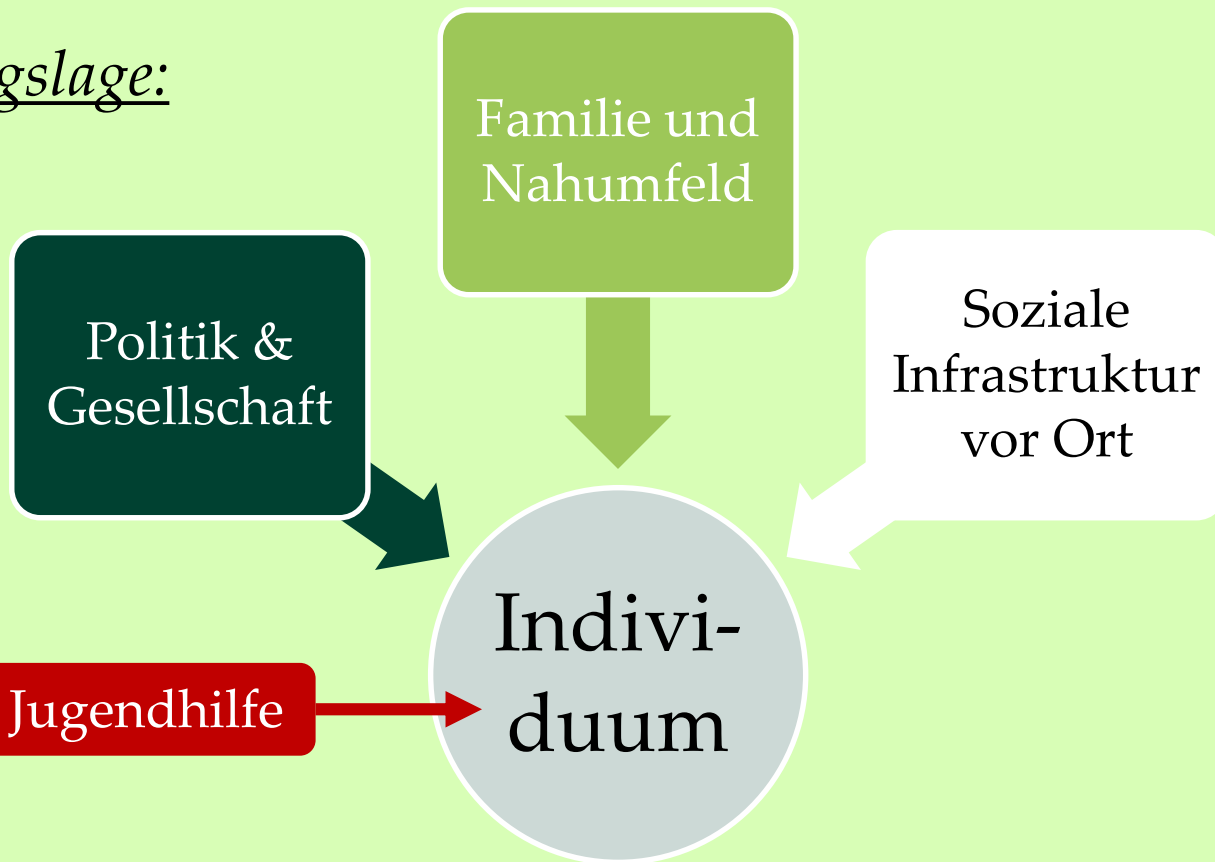 gslage:
Familie und
Nahumfeld
Politik &
Gesellschaft
Soziale
Infrastruktur
vor Ort
Indivi-
duum
Jugendhilfe